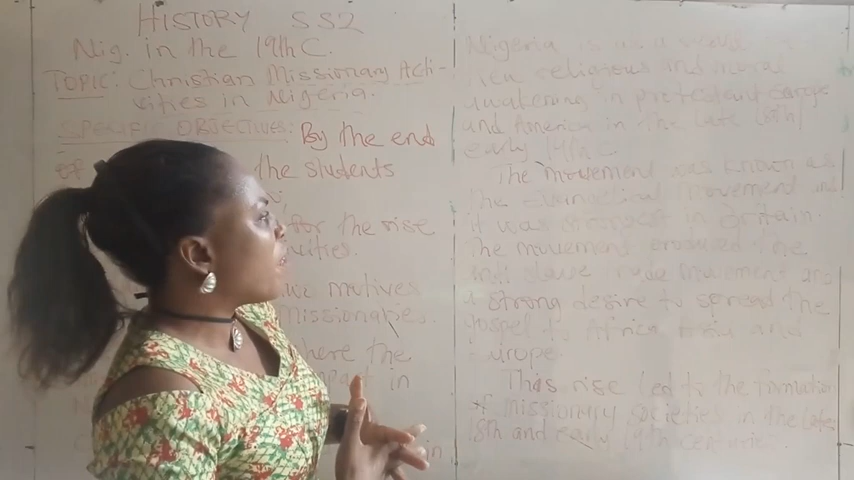 HISTORY SS2
Nig. in the 19th C.
TOPIC: Christian Missionary Acti-
vities in Nigeria.
SPECIFIC OBJECTIVES: By the end
of the students
for the rise
vities.
motives
Missionaries.
here the
in
in
Nigeria is
religious and moral
awakening in protestant europe
and America in the late 18th/
early 19th C.
The movement was known as
the evangelical movement and
it was strongest in Britain.
The movement produced the
anti slave trade movement and
a strong desire to spread the
gospel to Africa Asia and
europe.
This rise led to the formation
of missionary societies in the late
18th and early 19th centuries.